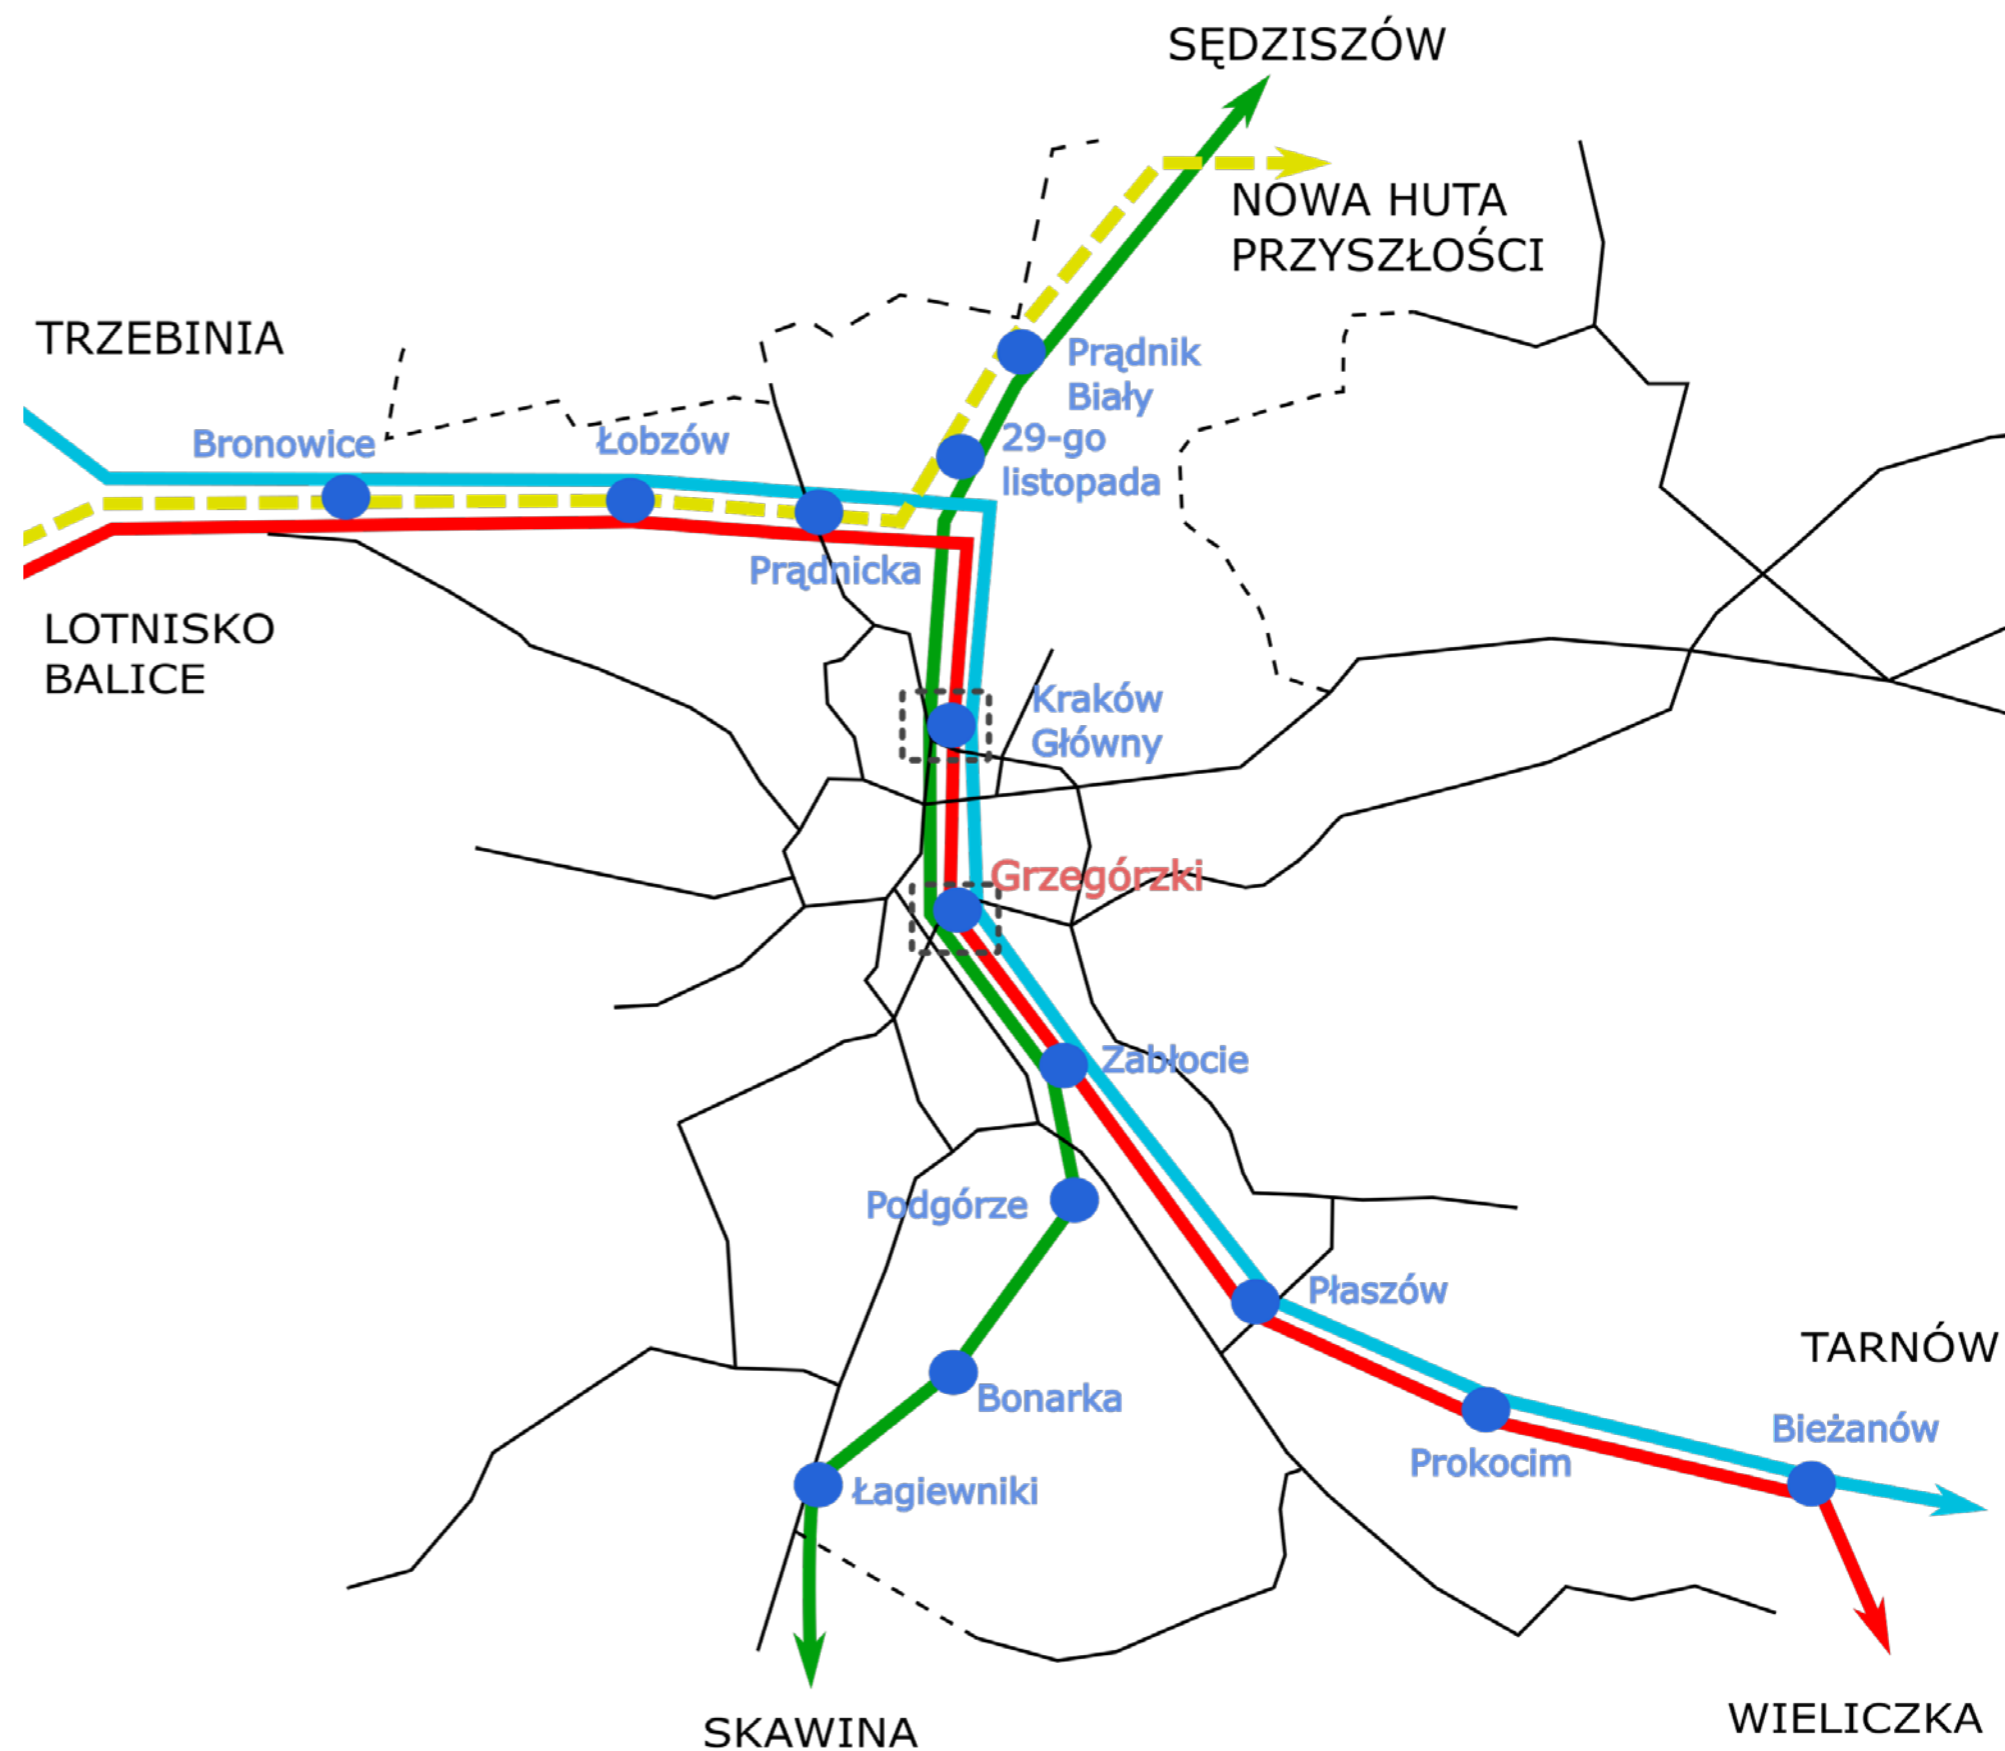 SĘDZISZÓW
NOWA HUTA
PRZYSZŁOŚCI
TRZEBINIA
Prądnik
Biały
Bronowice
Łobzów
29-go
listopada
Prądnicka
LOTNISKO
BALICE
Kraków
Główny
Grzegórzki
Zabłocie
Podgórze
Płaszów
TARNÓW
Bonarka
Bieżanów
Prokocim
Łagiewniki
WIELICZKA
SKAWINA